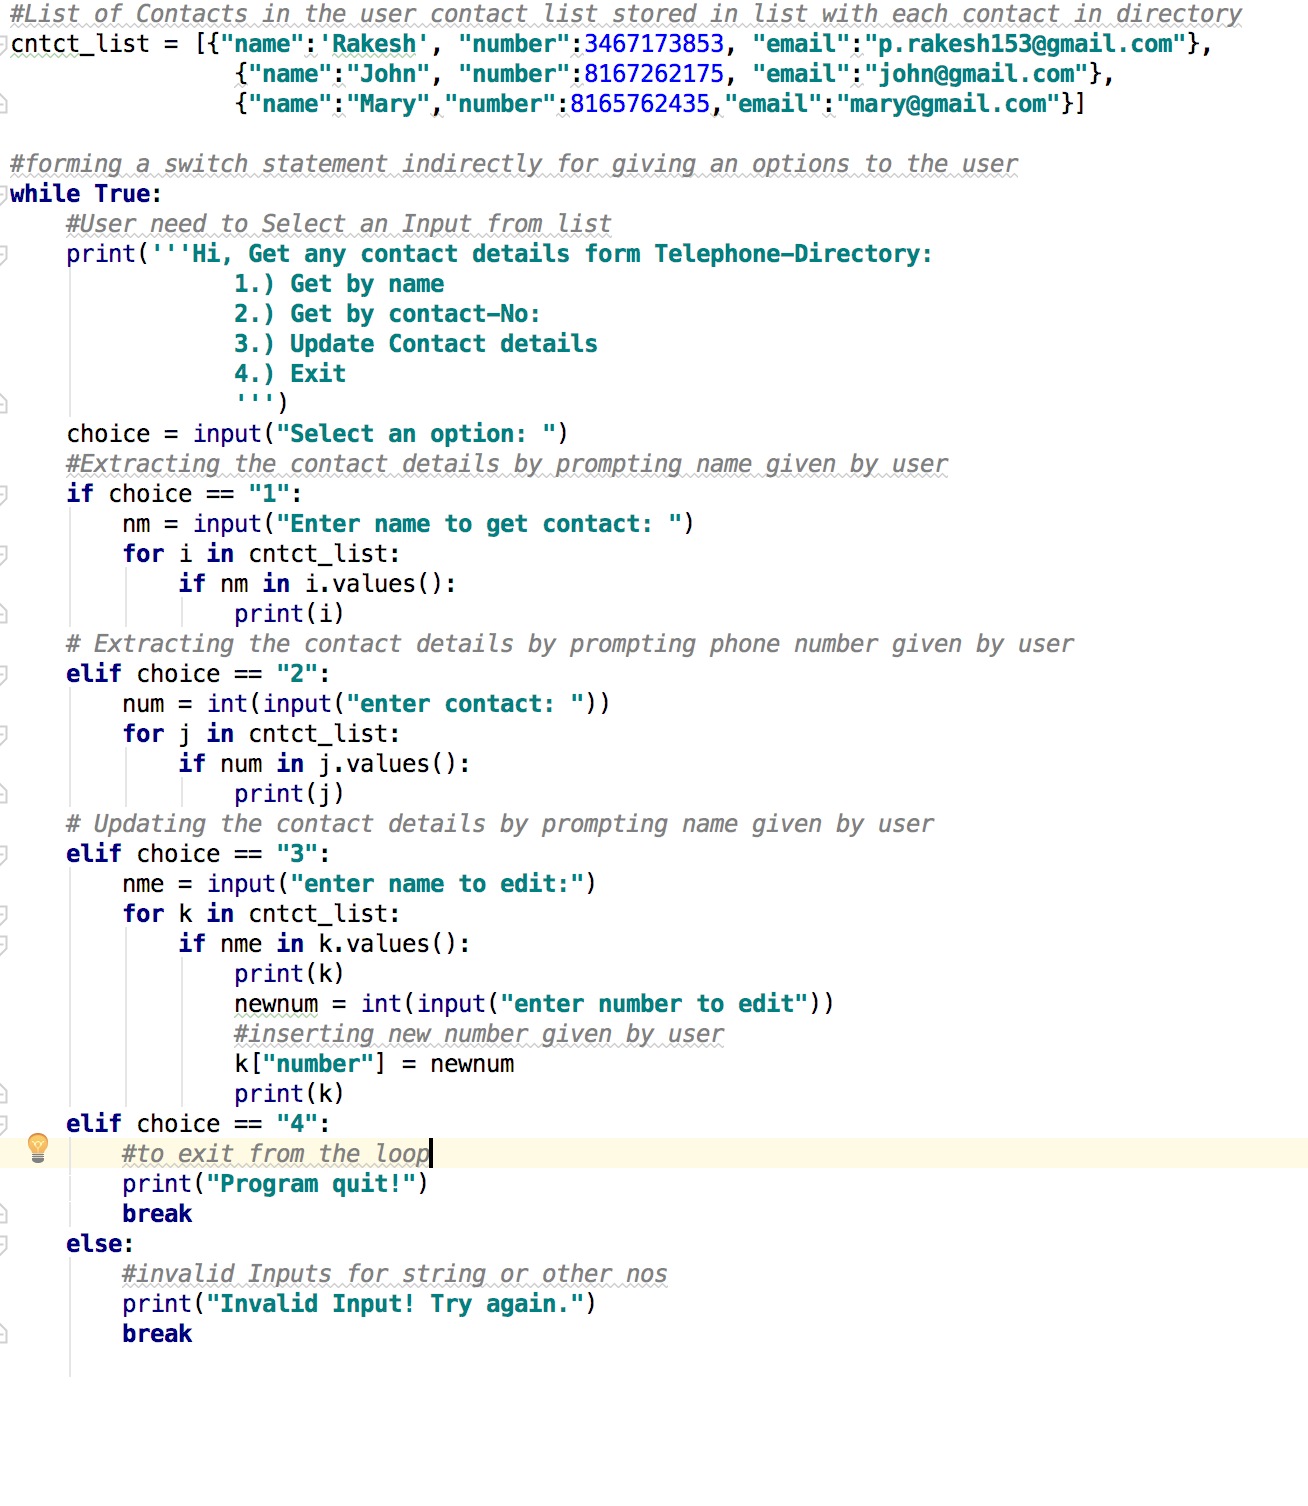 #List of Contacts in the user contact list stored in list with each contact in directory
cntct_list = [{"name":'Rakesh', "number":3467173853, "email":"p.rakesh153@gmail.com"},
                {"name":"John", "number":8167262175, "email":"john@gmail.com"},
                {"name":"Mary","number":8165762435,"email":"mary@gmail.com"}]

#forming a switch statement indirectly for giving an options to the user
while True:
    #User need to Select an Input from list
    print('''Hi, Get any contact details form Telephone-Directory:
                1.) Get by name
                2.) Get by contact-No:
                3.) Update Contact details
                4.) Exit
                ''')
    choice = input("Select an option: ")
    #Extracting the contact details by prompting name given by user
    if choice == "1":
        nm = input("Enter name to get contact: ")
        for i in cntct_list:
            if nm in i.values():
                print(i)
    # Extracting the contact details by prompting phone number given by user
    elif choice == "2":
        num = int(input("enter contact: "))
        for j in cntct_list:
            if num in j.values():
                print(j)
    # Updating the contact details by prompting name given by user
    elif choice == "3":
        nme = input("enter name to edit:")
        for k in cntct_list:
            if nme in k.values():
                print(k)
                newnum = int(input("enter number to edit"))
                #inserting new number given by user
                k["number"] = newnum
                print(k)
    elif choice == "4":
        #to exit from the loop
        print("Program quit!")
        break
    else:
        #invalid Inputs for string or other nos
        print("Invalid Input! Try again.")
        break